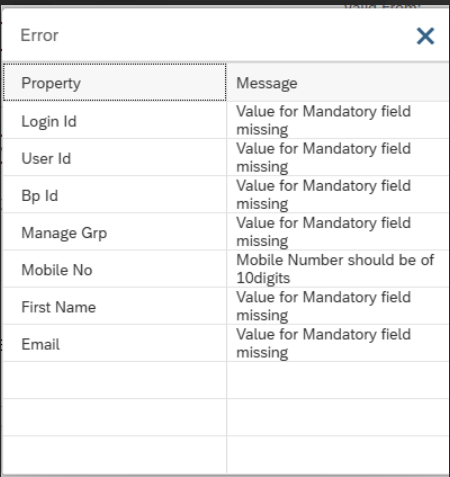 Valid From:
Error
Property Message
Login Id Value for Mandatory field
missing
User Id Value for Mandatory field
missing
Bp Id Value for Mandatory field
missing
Manage Grp Value for Mandatory field
missing
Mobile No Mobile Number should be of
10digits
First Name Value for Mandatory field
missing
Email Value for Mandatory field
missing